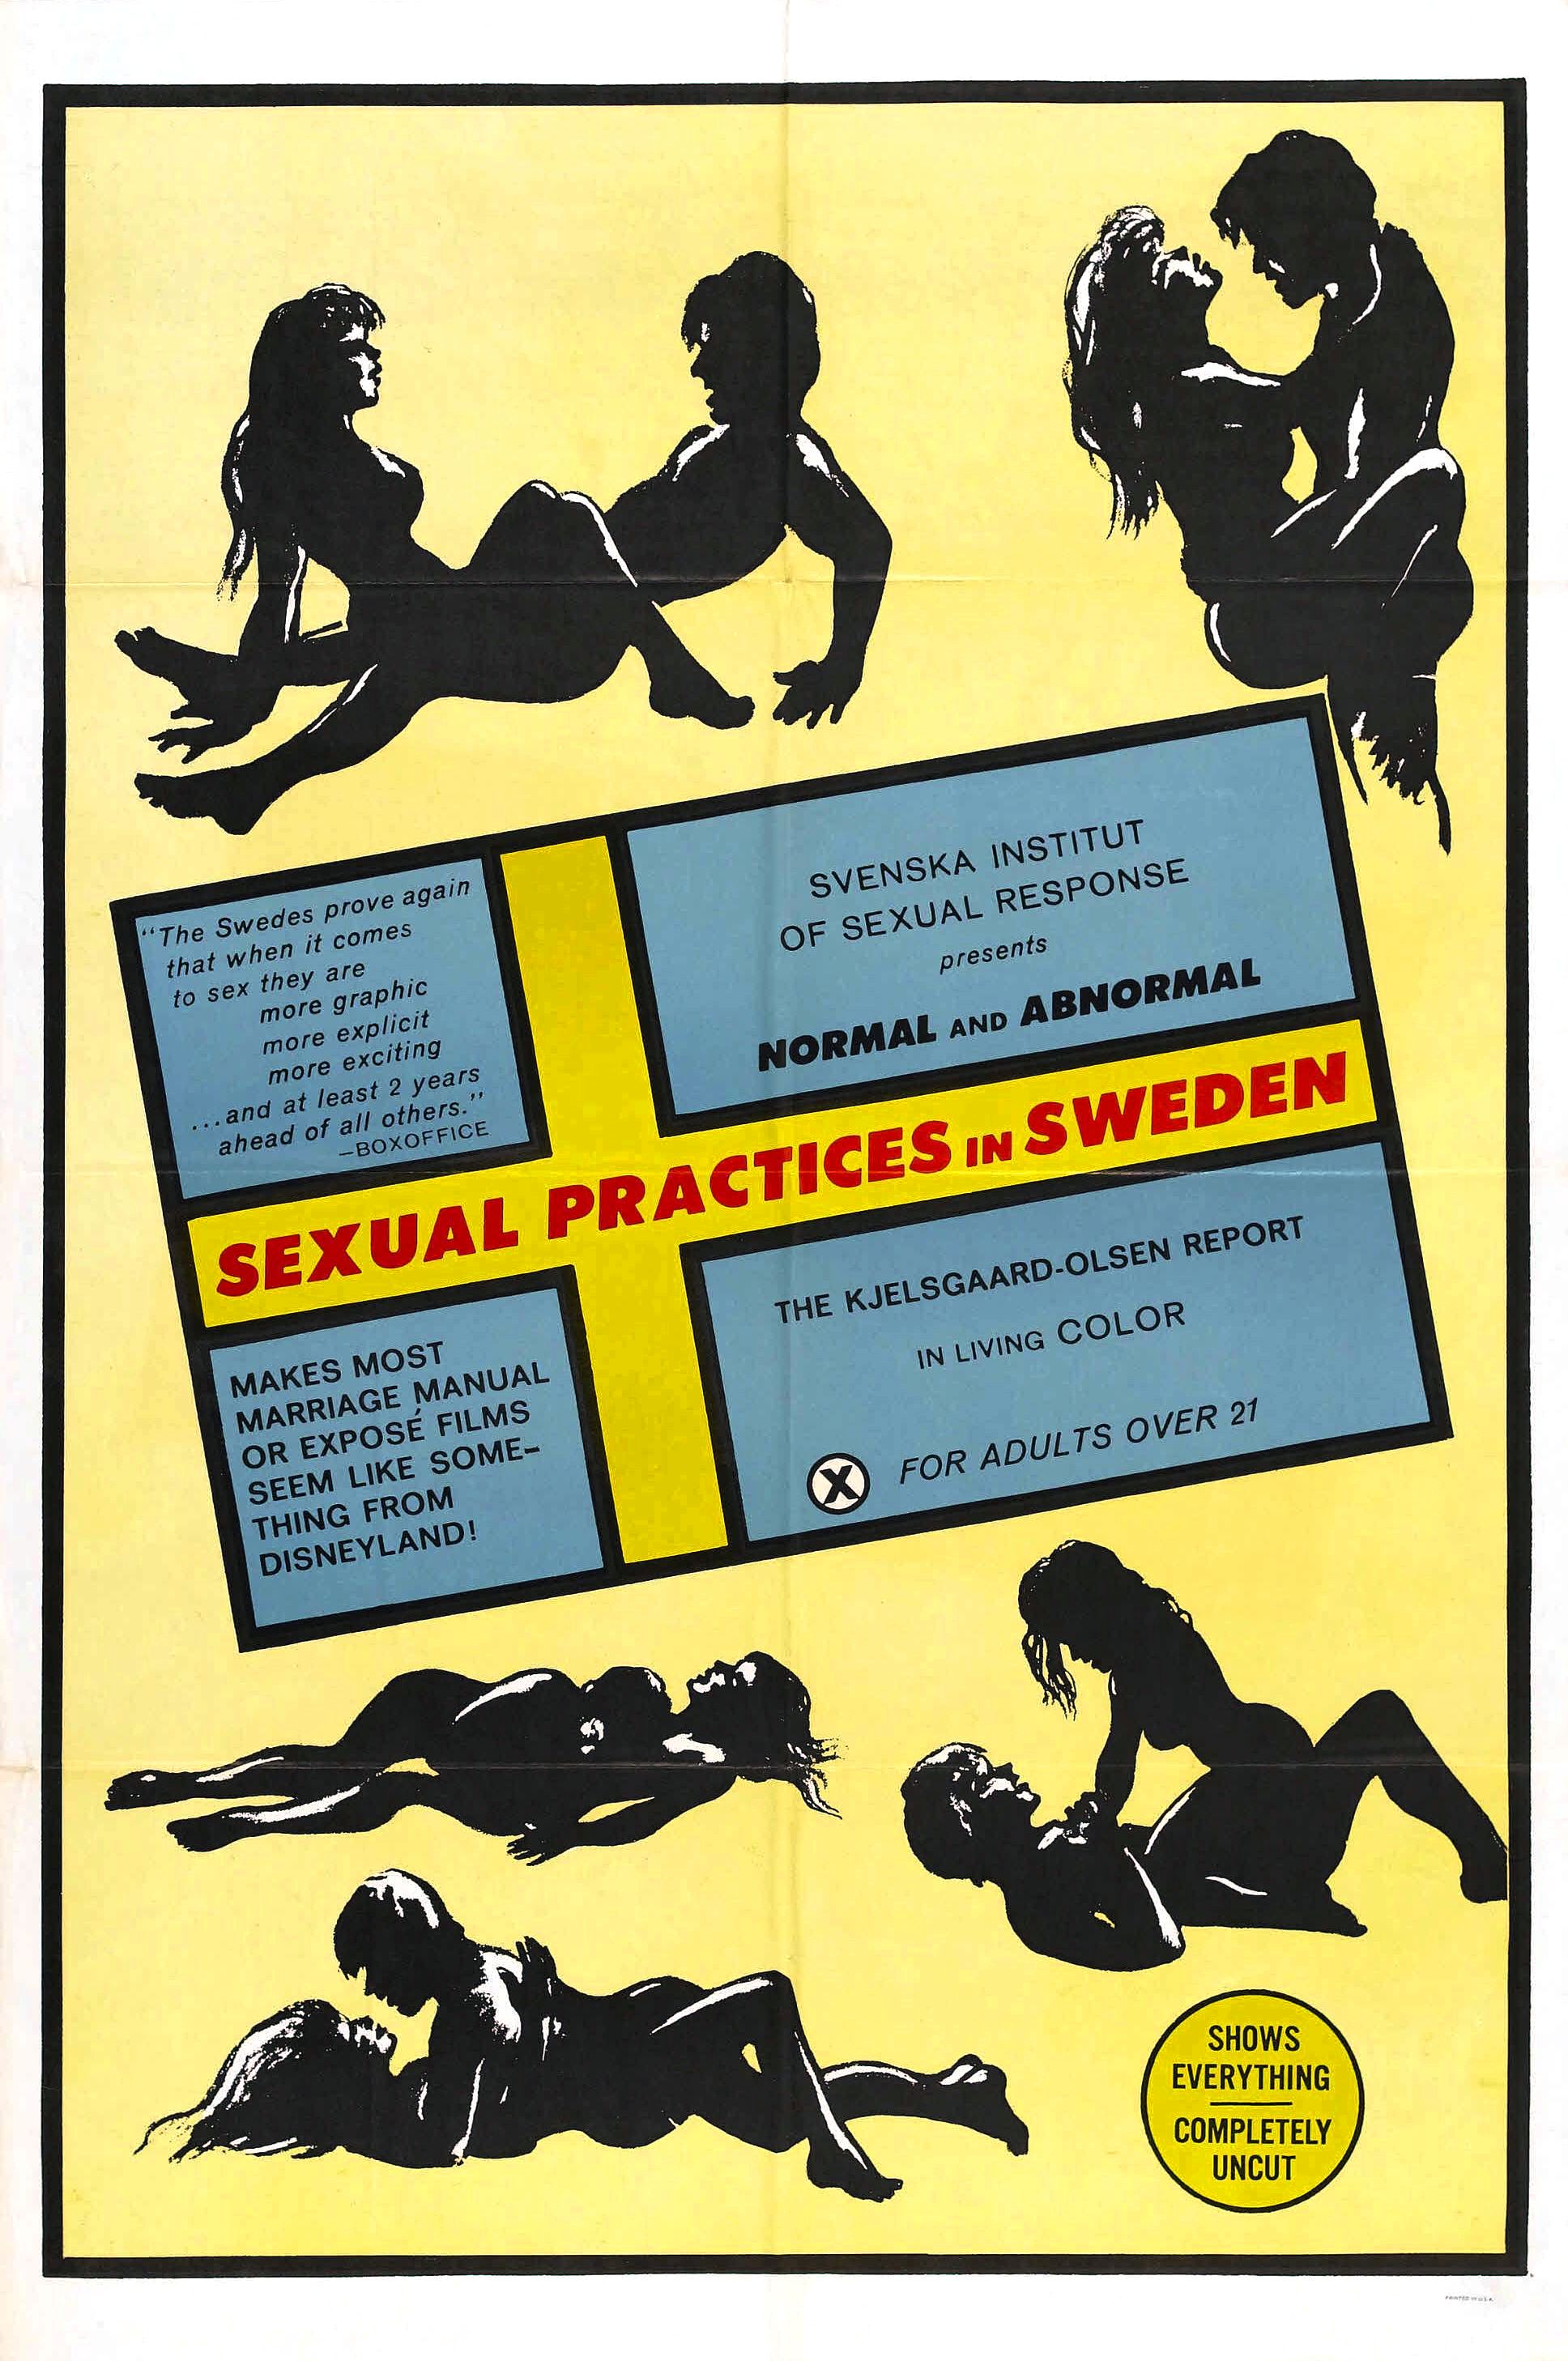 “The Swedes prove again
that when it comes
to sex they are
more graphic
more explicit
more exciting
...and at least 2 years
ahead of all others.”
—BOXOFFICE
SVENSKA INSTITUT
OF SEXUAL RESPONSE
presents
NORMAL AND ABNORMAL
SEXUAL PRACTICES IN SWEDEN
MAKES MOST
MARRIAGE MANUAL
OR EXPOSÉ FILMS
SEEM LIKE SOME-
THING FROM
DISNEYLAND!
THE KJELSGAARD-OLSEN REPORT
IN LIVING COLOR
X FOR ADULTS OVER 21
SHOWS
EVERYTHING
COMPLETELY
UNCUT
PRINTED IN U.S.A.